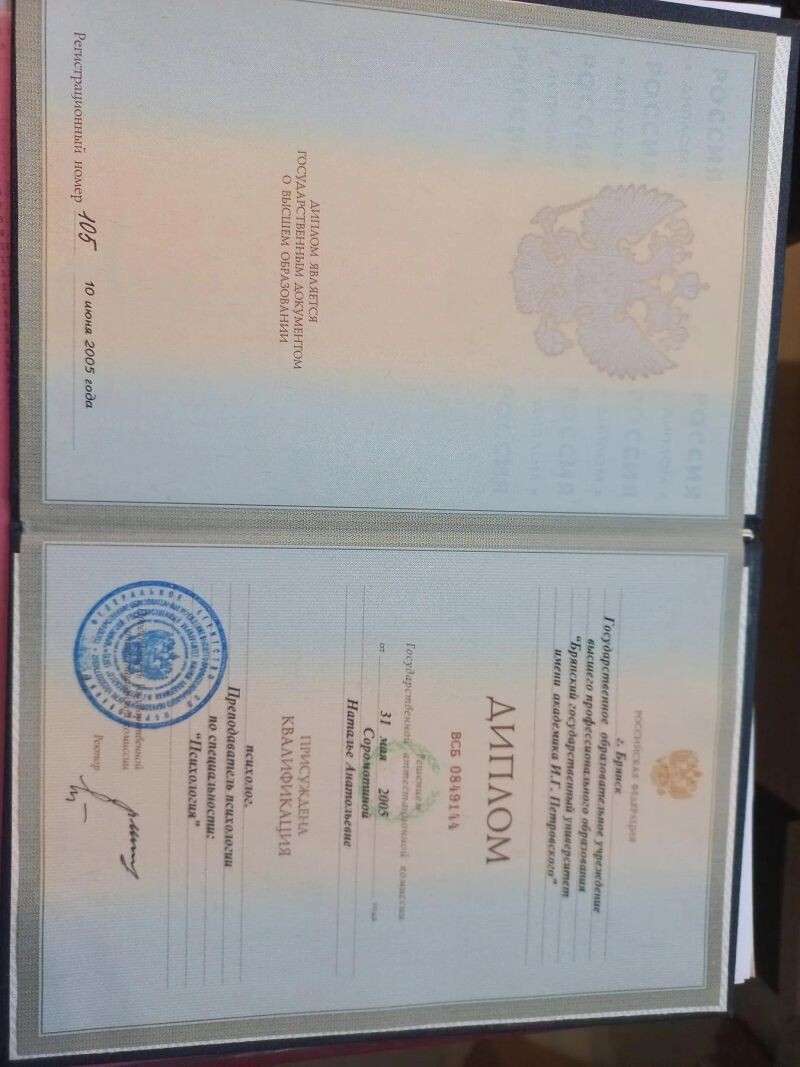 ДИПЛОМ ЯВЛЯЕТСЯ
ГОСУДАРСТВЕННЫМ ДОКУМЕНТОМ
О ВЫСШЕМ ОБРАЗОВАНИИ
Регистрационный номер 105 10 июня 2005 года
РОССИЙСКАЯ ФЕДЕРАЦИЯ
г. Брянск
Государственное образовательное учреждение
высшего профессионального образования
"Брянский государственный университет
имени академика И.Г. Петровского"
ДИПЛОМ
ВСБ 0849144
Решением
Государственной аттестационной комиссии
от 31 мая 2005 года
Сормотиной
Наталье Анатольевне
ПРИСУЖДЕНА
КВАЛИФИКАЦИЯ
психолог.
Преподаватель психологии
по специальности:
"Психология"
Ректор